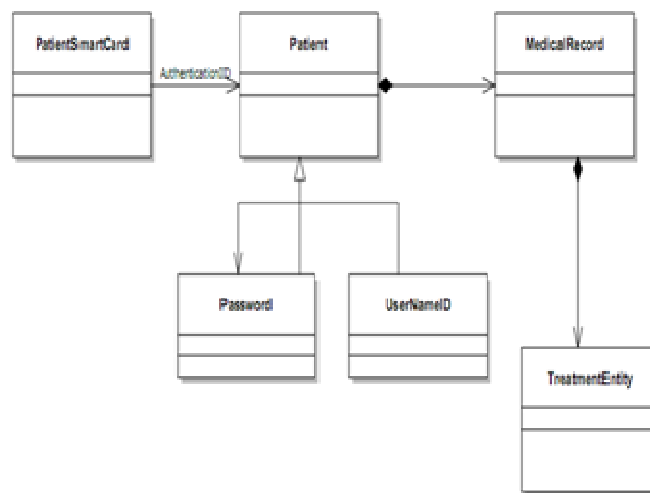 PatientSmartCard
Patient
MedicalRecord
AuthenticationID
Password
UserNameID
TreatmentEntity